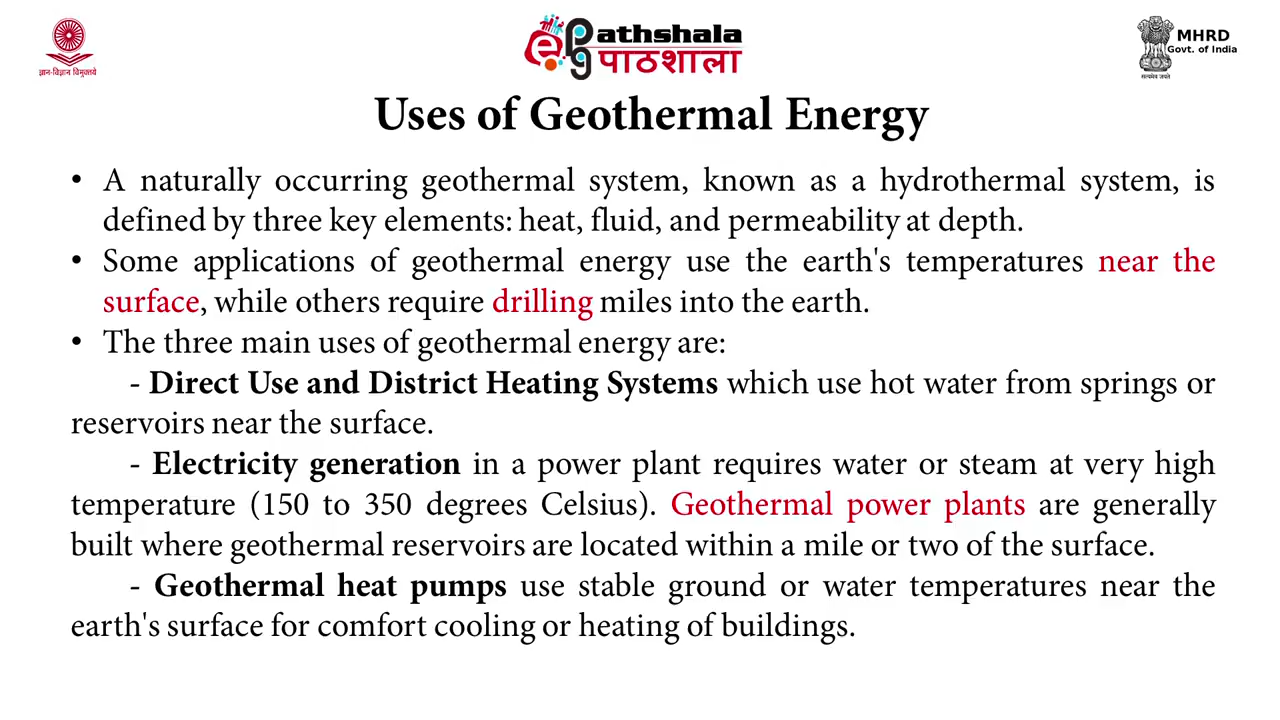 ज्ञान-विज्ञान विमुक्तये
epg athshala
पाठशाला
MHRD
Govt. of India
सत्यमेव जयते
Uses of Geothermal Energy
• A naturally occurring geothermal system, known as a hydrothermal system, is
defined by three key elements: heat, fluid, and permeability at depth.
• Some applications of geothermal energy use the earth's temperatures near the
surface, while others require drilling miles into the earth.
• The three main uses of geothermal energy are:
- Direct Use and District Heating Systems which use hot water from springs or
reservoirs near the surface.
- Electricity generation in a power plant requires water or steam at very high
temperature (150 to 350 degrees Celsius). Geothermal power plants are generally
built where geothermal reservoirs are located within a mile or two of the surface.
- Geothermal heat pumps use stable ground or water temperatures near the
earth's surface for comfort cooling or heating of buildings.